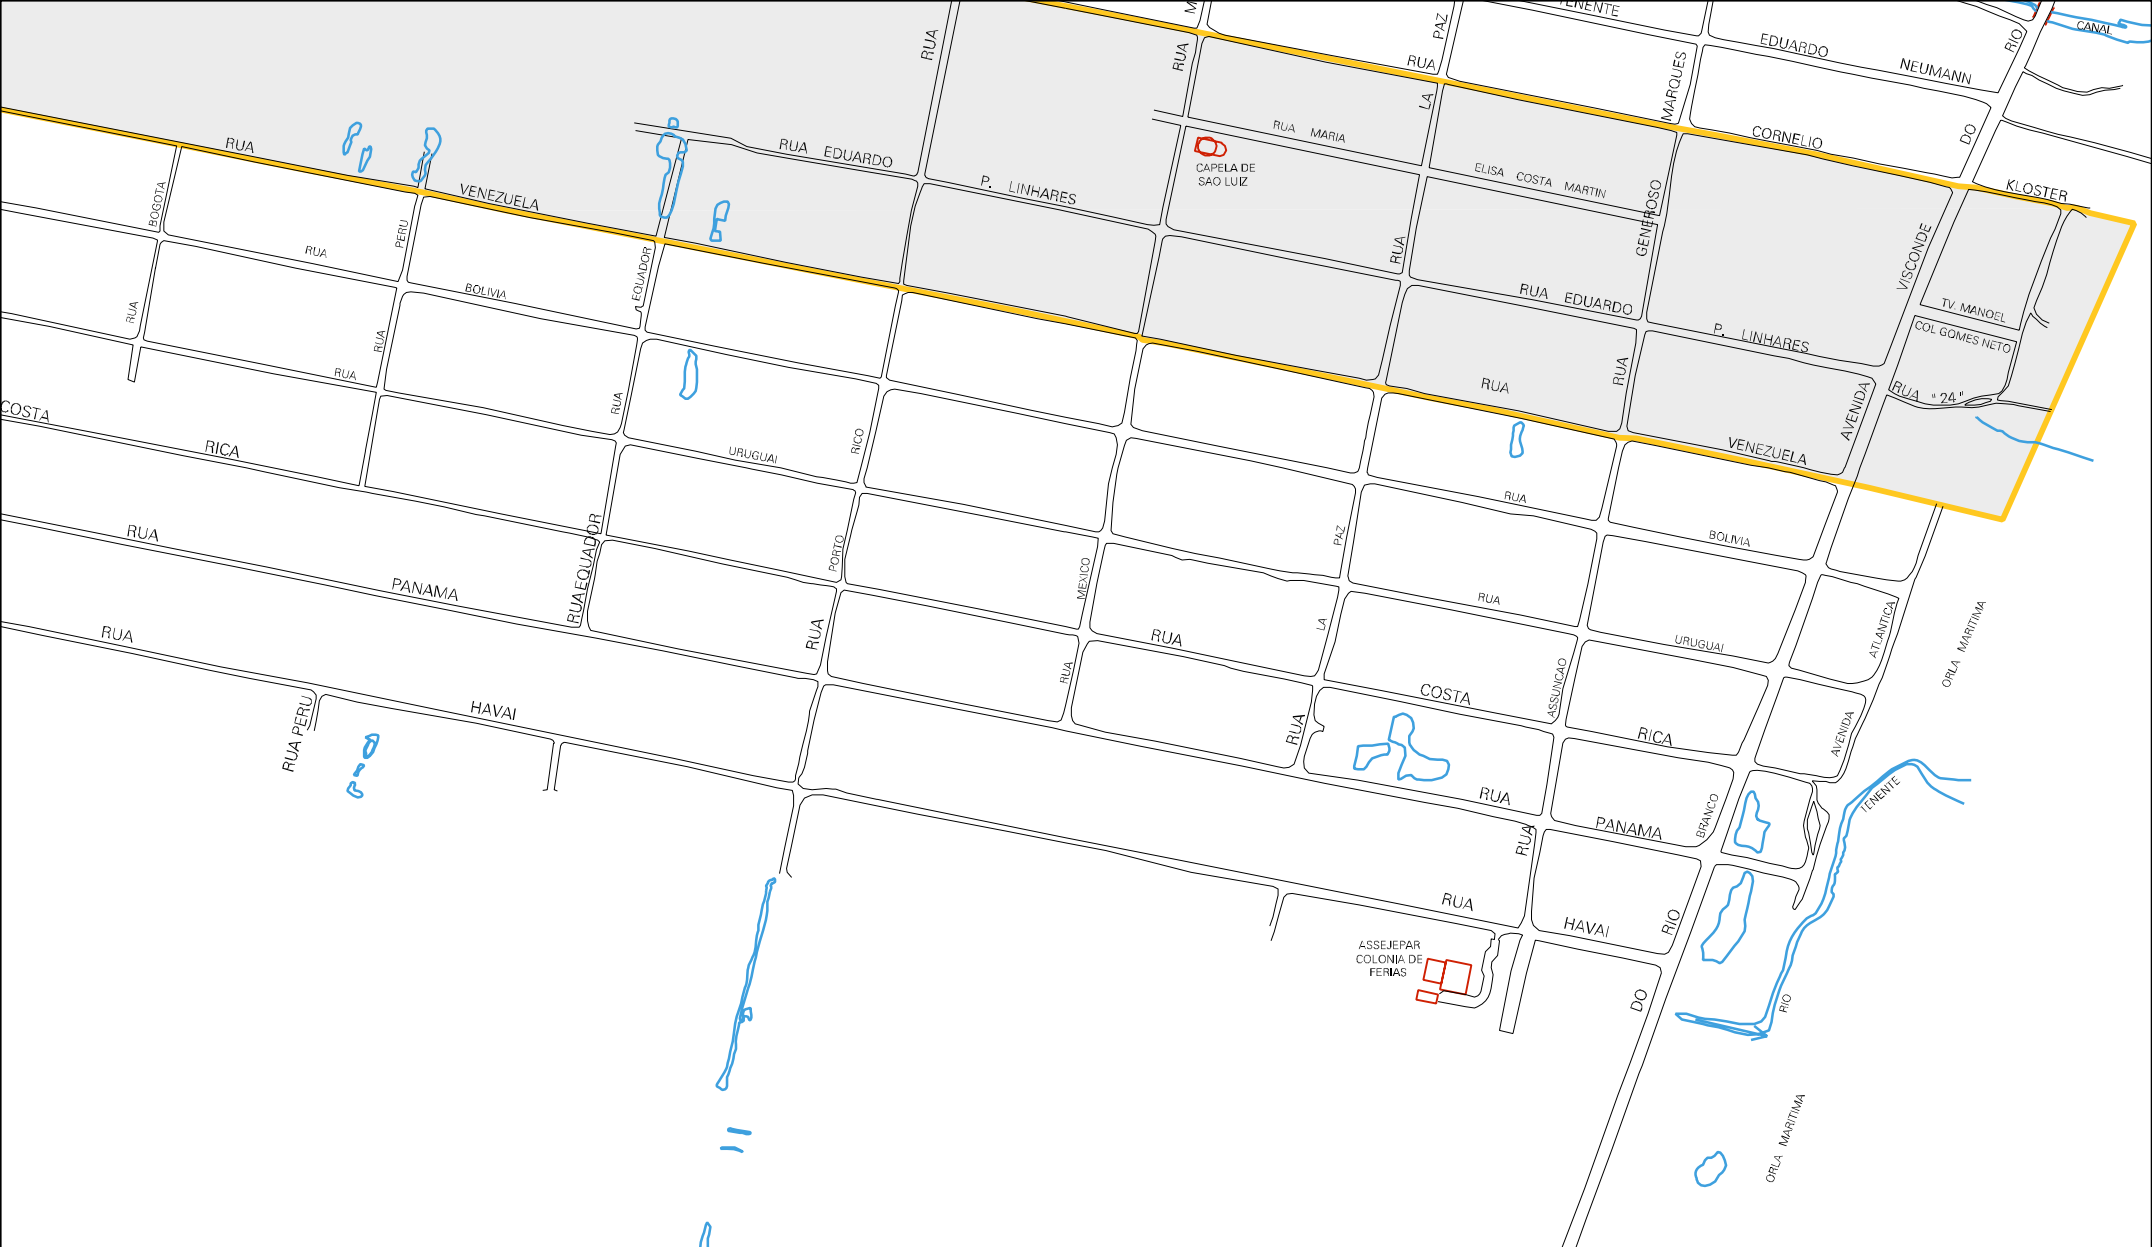 TENENTE
EDUARDO
NEUMANN
CANAL
RIO
DO
RUA
RUA
M
PAZ
RUA
LA
MARQUES
CORNELIO
KLOSTER
RUA
VENEZUELA
RUA EDUARDO
P. LINHARES
RUA MARIA
ELISA COSTA MARTIN
CAPELA DE
SAO LUIZ
GENEROSO
VISCONDE
RUA
RUA EDUARDO
P. LINHARES
TV. MANOEL
COL GOMES NETO
RUA "24"
AVENIDA
RUA
RUA
VENEZUELA
BOGOTA
RUA
PERU
RUA
EQUADOR
RUA
RUA
BOLIVIA
RUA
URUGUAI
RICO
PORTO
RUA
COSTA
RICA
RUA EQUADOR
RUA
PANAMA
RUA
HAVAI
RUA PERU
MEXICO
RUA
PAZ
LA
RUA
RUA
BOLIVIA
RUA
URUGUAI
RUA
COSTA
RICA
ASSUNCAO
RUA
RUA
PANAMA
BRANCO
RIO
DO
RUA
HAVAI
ATLANTICA
AVENIDA
ORLA MARITIMA
TENENTE
RIO
ORLA MARITIMA
ASSEJEPAR
COLONIA DE
FERIAS